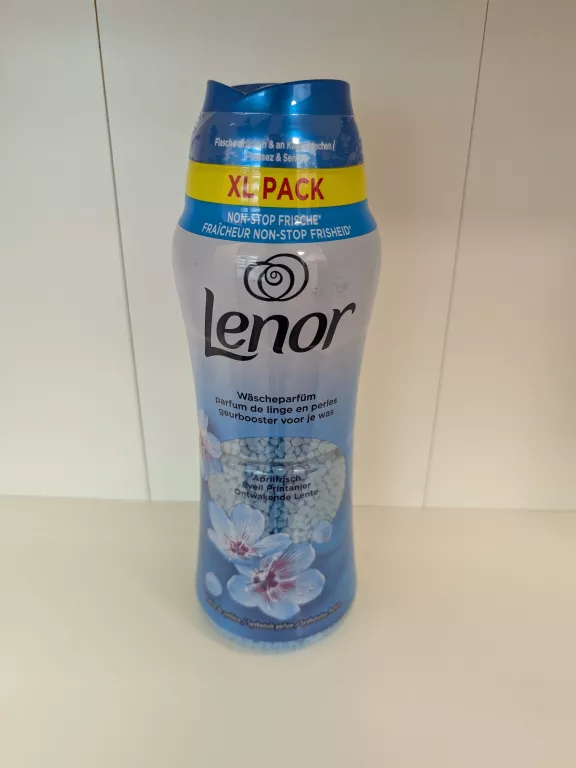 & an
& 
XL PACK
NON-STOP FRISCHE*
FRAÎCHEUR NON-STOP FRISHEID*
Lenor
Wäscheparfüm
parfum de linge en perles
geurbooster voor je was
Aprilfrisch
Eveil Printanier
Ontwakende Lente